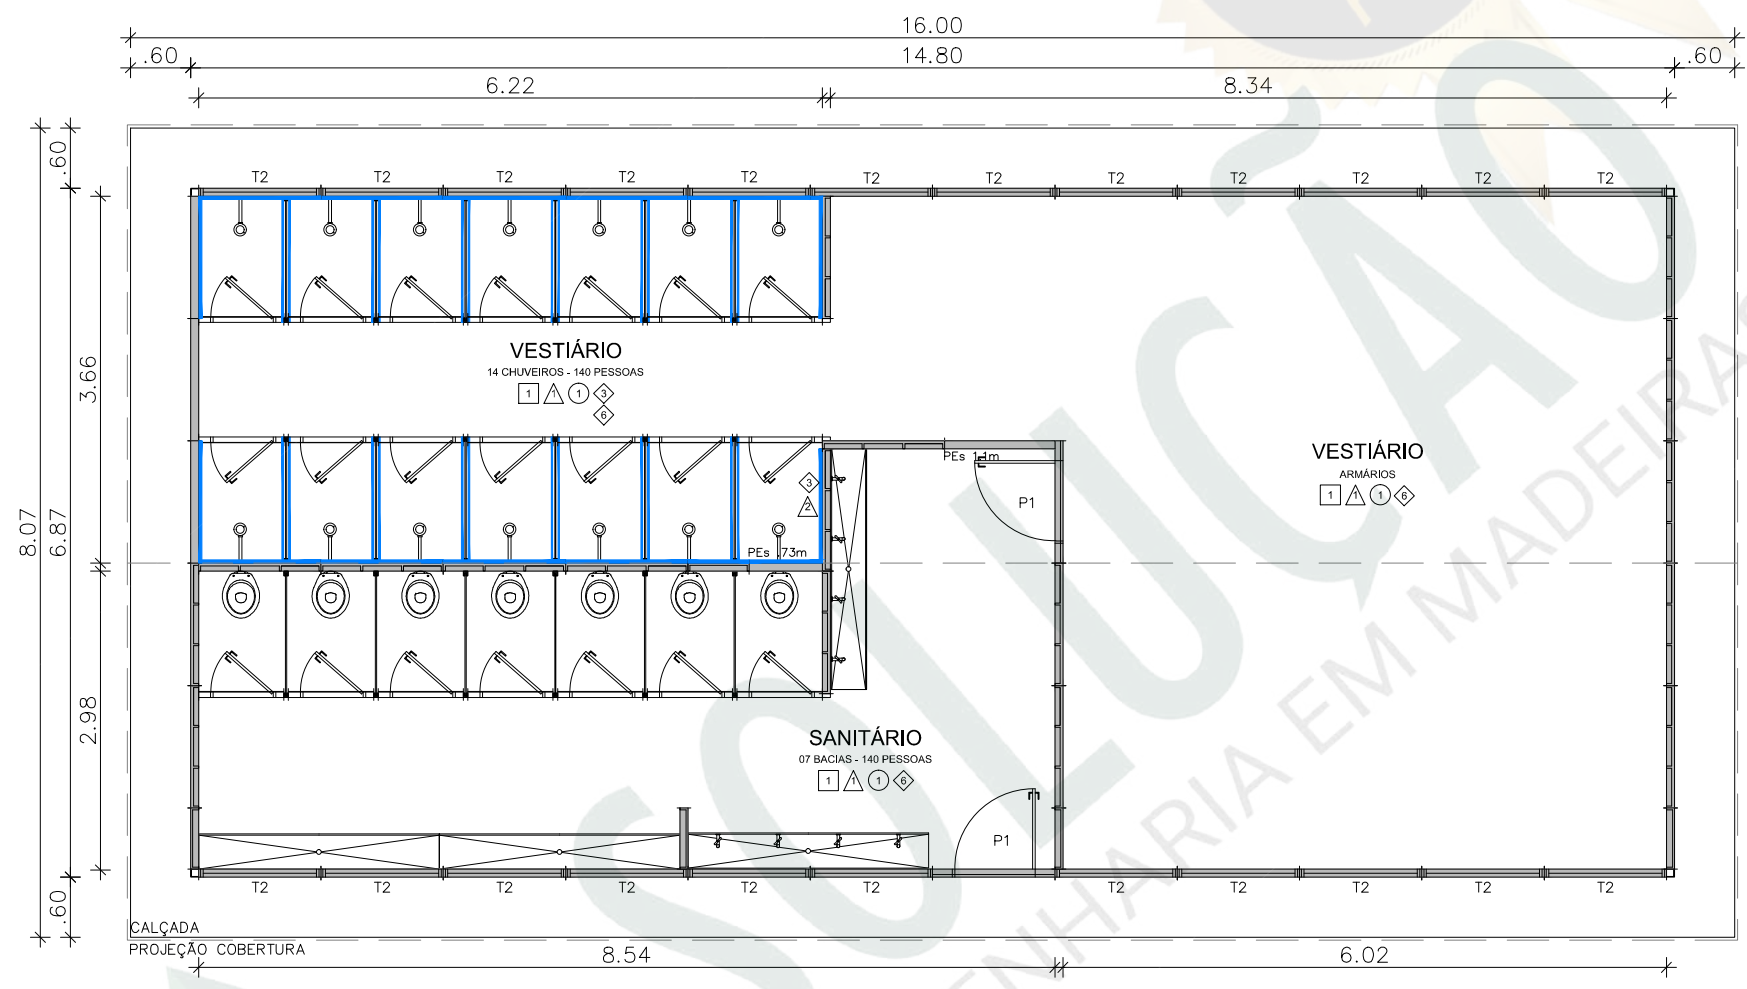 16.00
.60
14.80
.60
6.22
8.34
.60
T2 T2 T2 T2 T2 T2 T2 T2 T2 T2 T2 T2
VESTIÁRIO
14 CHUVEIROS - 140 PESSOAS
1 1 1 3
6
3.66
8.07
6.87
2.98
PEs 1.1m
P1
3
2
PEs .73m
VESTIÁRIO
ARMÁRIOS
1 1 1 6
SANITÁRIO
07 BACIAS - 140 PESSOAS
1 1 1 6
P1
T2 T2 T2 T2 T2 T2 T2 T2 T2 T2 T2
.60
CALÇADA
PROJEÇÃO COBERTURA
8.54
6.02
SOLUÇÃO
ENHARIA EM MADEIRA